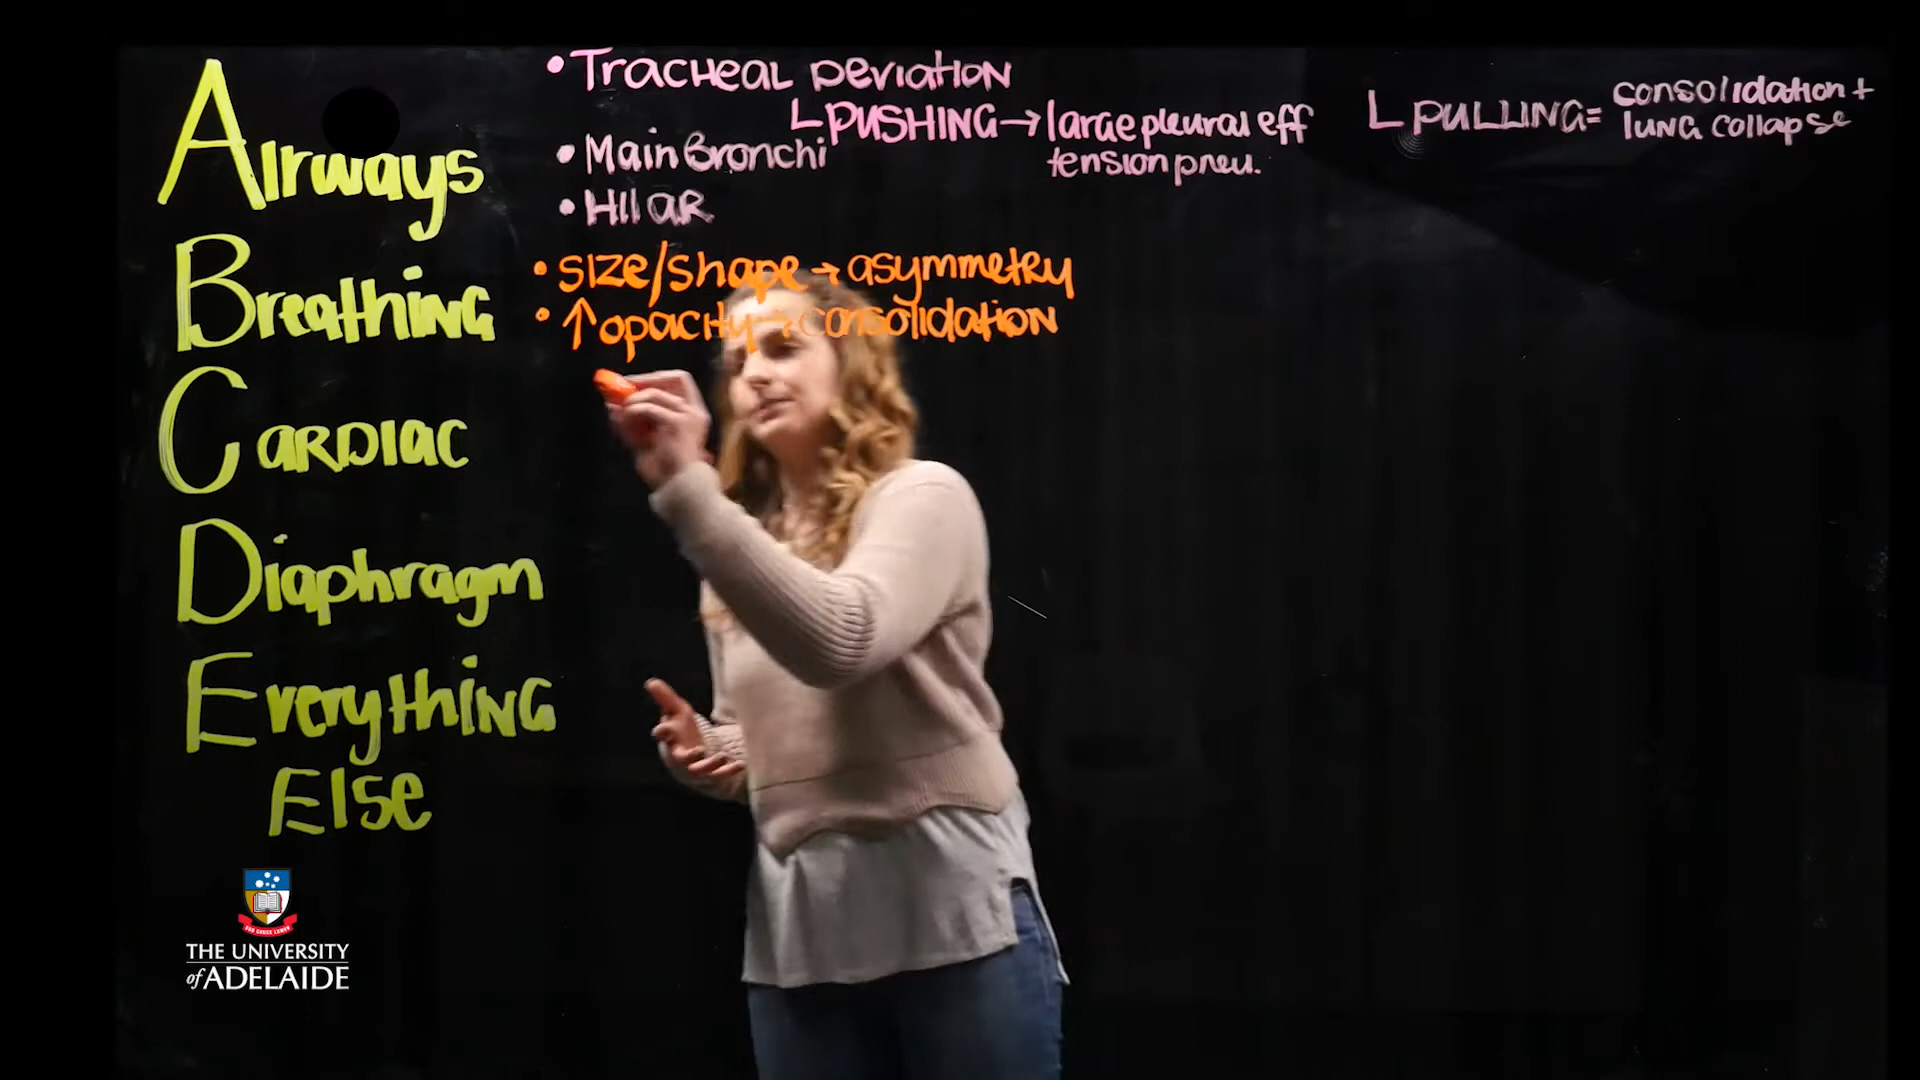 Airways
• Tracheal Deviation
L PUSHING → large pleural eff
tension pneu.
L PULLING = consolidation +
lung collapse
• Main Bronchi
• Hilar
Breathing
• size/shape → asymmetry
• ↑ opacity → consolidation
Cardiac
Diaphragm
Everything
Else
THE UNIVERSITY
of ADELAIDE